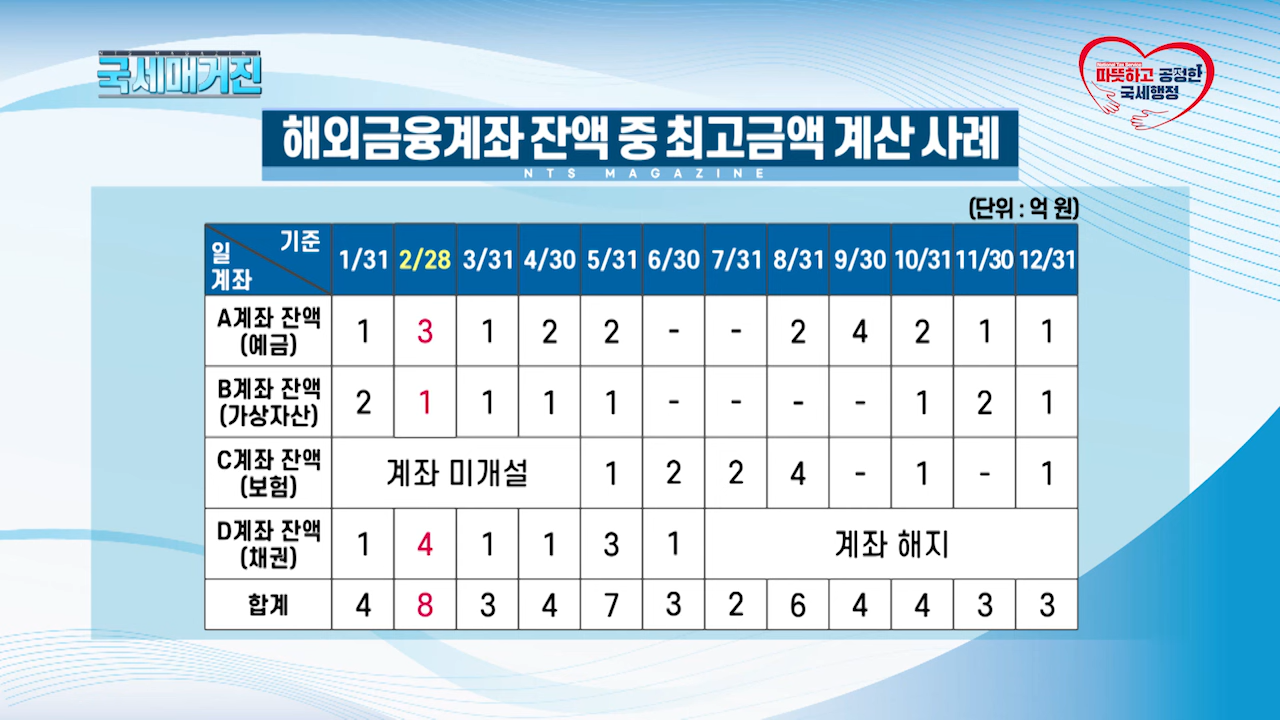 NTS MAGAZINE
국세매거진
National Tax Service
따뜻하고 공정한
국세행정
해외금융계좌 잔액 중 최고금액 계산 사례
NTS MAGAZINE
(단위 : 억 원)
기준
일
계좌
1/31 2/28 3/31 4/30 5/31 6/30 7/31 8/31 9/30 10/31 11/30 12/31
A계좌 잔액
(예금)
1 3 1 2 2 - - 2 4 2 1 1
B계좌 잔액
(가상자산)
2 1 1 1 1 - - - - 1 2 1
C계좌 잔액
(보험)
계좌 미개설 1 2 2 4 - 1 - 1
D계좌 잔액
(채권)
1 4 1 1 3 1 계좌 해지
합계 4 8 3 4 7 3 2 6 4 4 3 3